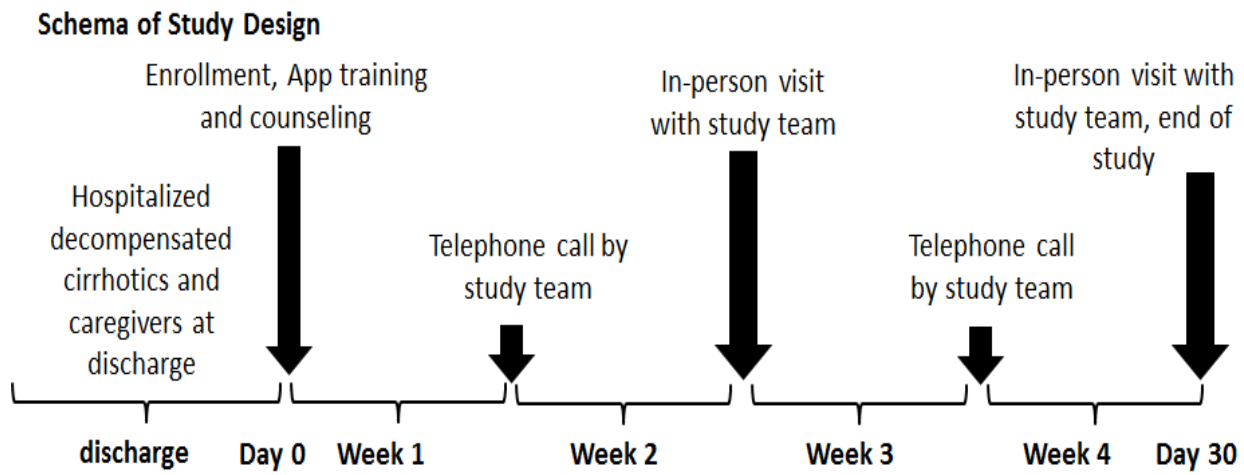 Schema of Study Design
Enrollment, App training
and counseling
In-person visit
with study team
In-person visit with
study team, end of
study
Hospitalized
decompensated
cirrhotics and
caregivers at
discharge
Telephone call by
study team
Telephone call
by study team
discharge Day 0 Week 1 Week 2 Week 3 Week 4 Day 30